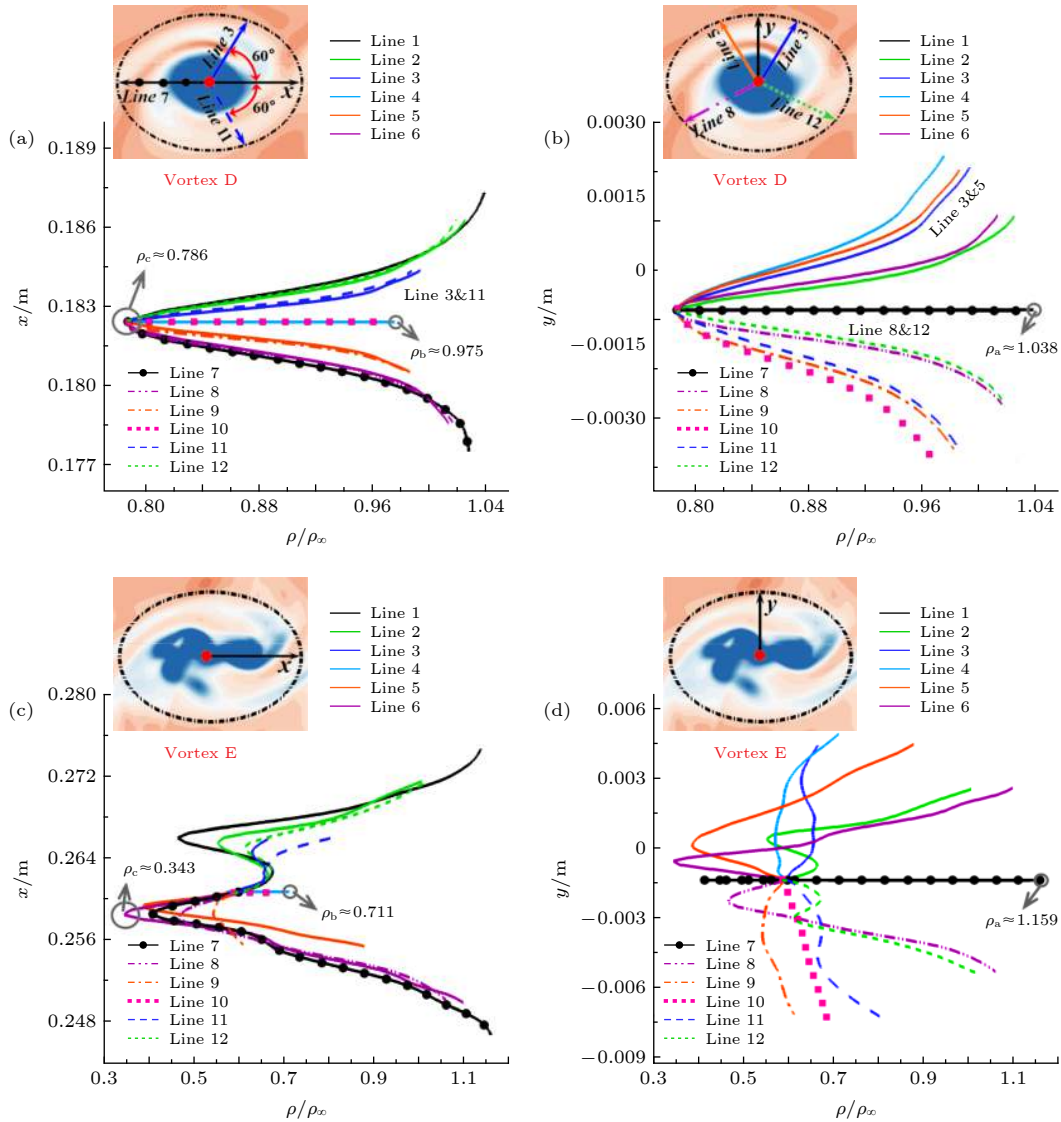 (a)
Line 3
60°
60°
Line 7
Line 11
x
Line 1
Line 2
Line 3
Line 4
Line 5
Line 6
Vortex D
ρc≈0.786
Line 3&11
ρb≈0.975
Line 7
Line 8
Line 9
Line 10
Line 11
Line 12
0.189
0.186
0.183
0.180
0.177
x/m
0.80
0.88
0.96
1.04
ρ/ρ∞
(b)
Line 5
y
Line 3
Line 8
Line 12
Line 1
Line 2
Line 3
Line 4
Line 5
Line 6
Vortex D
Line 3&5
Line 8&12
ρa≈1.038
Line 7
Line 8
Line 9
Line 10
Line 11
Line 12
0.0030
0.0015
0
−0.0015
−0.0030
y/m
0.80
0.88
0.96
1.04
ρ/ρ∞
(c)
x
Line 1
Line 2
Line 3
Line 4
Line 5
Line 6
Vortex E
ρc≈0.343
ρb≈0.711
Line 7
Line 8
Line 9
Line 10
Line 11
Line 12
0.280
0.272
0.264
0.256
0.248
x/m
0.3
0.5
0.7
0.9
1.1
ρ/ρ∞
(d)
y
Line 1
Line 2
Line 3
Line 4
Line 5
Line 6
Vortex E
ρa≈1.159
Line 7
Line 8
Line 9
Line 10
Line 11
Line 12
0.006
0.003
0
−0.003
−0.006
−0.009
y/m
0.3
0.5
0.7
0.9
1.1
ρ/ρ∞